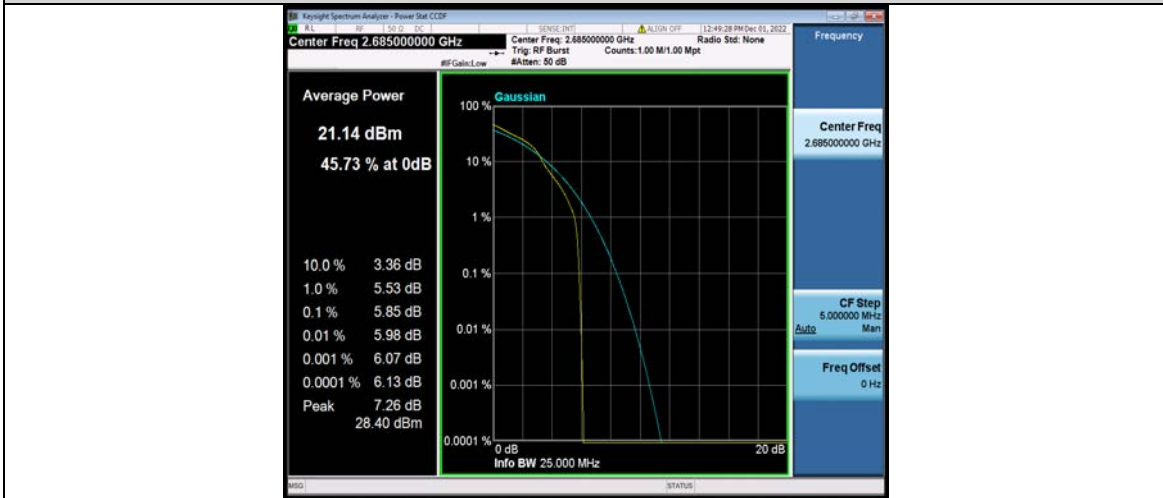 Keysight Spectrum Analyzer - Power Stat CCDF
RL RF 50 Ω DC SENSE:INT ALIGN OFF 12:49:28 PM Dec 01, 2022
Center Freq 2.685000000 GHz
Center Freq: 2.685000000 GHz Radio Std: None
Trig: RF Burst Counts:1.00 M/1.00 Mpt
#IFGain:Low #Atten: 50 dB
Frequency
Average Power
21.14 dBm
45.73 % at 0dB
10.0 % 3.36 dB
1.0 % 5.53 dB
0.1 % 5.85 dB
0.01 % 5.98 dB
0.001 % 6.07 dB
0.0001 % 6.13 dB
Peak 7.26 dB
28.40 dBm
Gaussian
100 %
10 %
1 %
0.1 %
0.01 %
0.001 %
0.0001 %
0 dB 20 dB
Info BW 25.000 MHz
Center Freq
2.685000000 GHz
CF Step
5.000000 MHz
Auto Man
Freq Offset
0 Hz
MSG STATUS